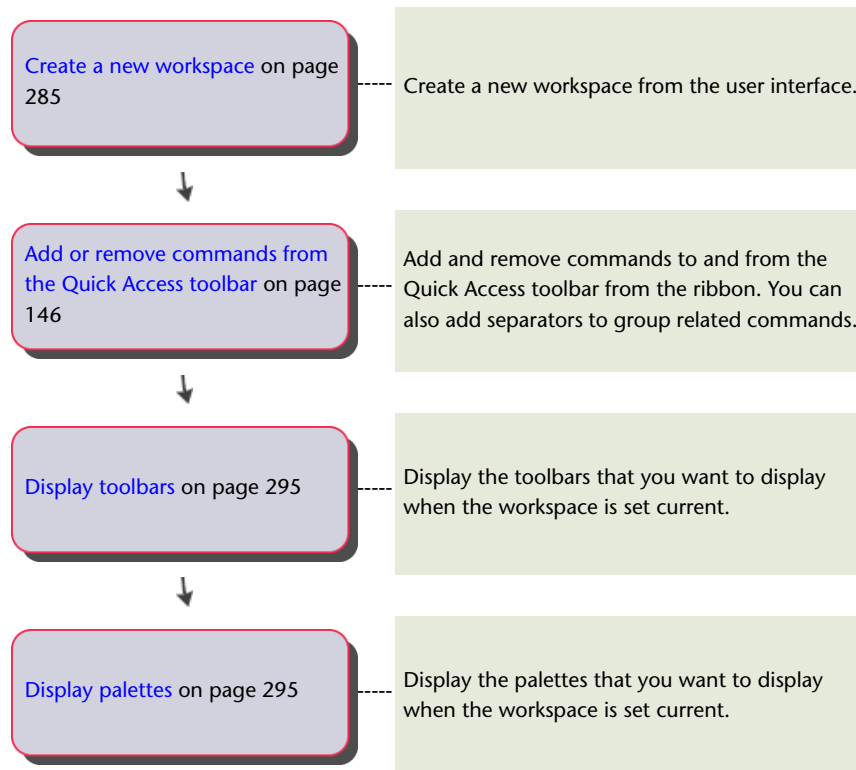 Create a new workspace on page
285
Create a new workspace from the user interface.
Add or remove commands from
the Quick Access toolbar on page
146
Add and remove commands to and from the
Quick Access toolbar from the ribbon. You can
also add separators to group related commands.
Display toolbars on page 295
Display the toolbars that you want to display
when the workspace is set current.
Display palettes on page 295
Display the palettes that you want to display
when the workspace is set current.